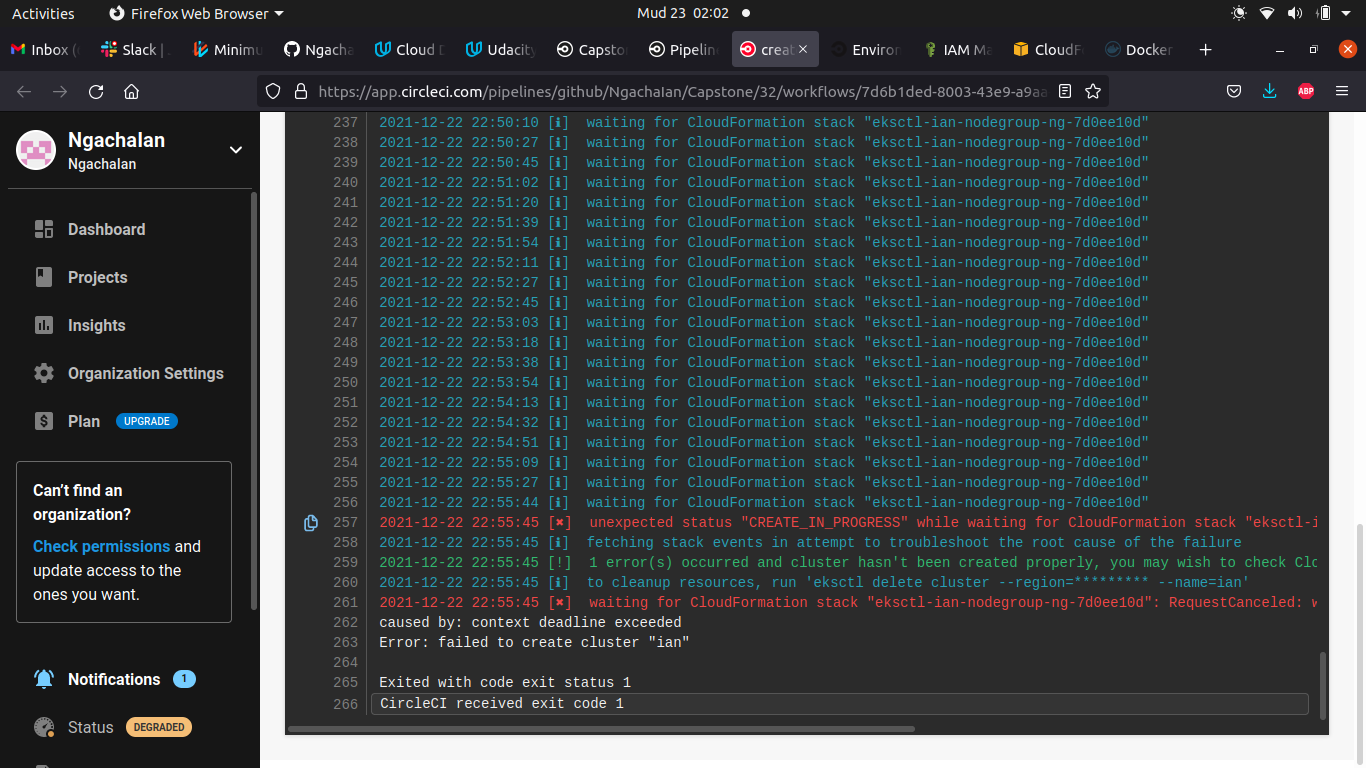 Activities
Firefox Web Browser
Mud 23 02:02
Inbox (
Slack |
Minimu
Ngacha
Cloud D
Udacity
Capsto
Pipelin
creat
Environ
IAM Ma
CloudF
Docker
https://app.circleci.com/pipelines/github/Ngachalan/Capstone/32/workflows/7d6b1ded-8003-43e9-a9aa
ABP
Ngachalan
Ngachalan
Dashboard
Projects
Insights
Organization Settings
Plan UPGRADE
Can't find an
organization?
Check permissions and
update access to the
ones you want.
Notifications 1
Status DEGRADED
237 2021-12-22 22:50:10 [ℹ]  waiting for CloudFormation stack "eksctl-ian-nodegroup-ng-7d0ee10d"
238 2021-12-22 22:50:27 [ℹ]  waiting for CloudFormation stack "eksctl-ian-nodegroup-ng-7d0ee10d"
239 2021-12-22 22:50:45 [ℹ]  waiting for CloudFormation stack "eksctl-ian-nodegroup-ng-7d0ee10d"
240 2021-12-22 22:51:02 [ℹ]  waiting for CloudFormation stack "eksctl-ian-nodegroup-ng-7d0ee10d"
241 2021-12-22 22:51:20 [ℹ]  waiting for CloudFormation stack "eksctl-ian-nodegroup-ng-7d0ee10d"
242 2021-12-22 22:51:39 [ℹ]  waiting for CloudFormation stack "eksctl-ian-nodegroup-ng-7d0ee10d"
243 2021-12-22 22:51:54 [ℹ]  waiting for CloudFormation stack "eksctl-ian-nodegroup-ng-7d0ee10d"
244 2021-12-22 22:52:11 [ℹ]  waiting for CloudFormation stack "eksctl-ian-nodegroup-ng-7d0ee10d"
245 2021-12-22 22:52:27 [ℹ]  waiting for CloudFormation stack "eksctl-ian-nodegroup-ng-7d0ee10d"
246 2021-12-22 22:52:45 [ℹ]  waiting for CloudFormation stack "eksctl-ian-nodegroup-ng-7d0ee10d"
247 2021-12-22 22:53:03 [ℹ]  waiting for CloudFormation stack "eksctl-ian-nodegroup-ng-7d0ee10d"
248 2021-12-22 22:53:18 [ℹ]  waiting for CloudFormation stack "eksctl-ian-nodegroup-ng-7d0ee10d"
249 2021-12-22 22:53:38 [ℹ]  waiting for CloudFormation stack "eksctl-ian-nodegroup-ng-7d0ee10d"
250 2021-12-22 22:53:54 [ℹ]  waiting for CloudFormation stack "eksctl-ian-nodegroup-ng-7d0ee10d"
251 2021-12-22 22:54:13 [ℹ]  waiting for CloudFormation stack "eksctl-ian-nodegroup-ng-7d0ee10d"
252 2021-12-22 22:54:32 [ℹ]  waiting for CloudFormation stack "eksctl-ian-nodegroup-ng-7d0ee10d"
253 2021-12-22 22:54:51 [ℹ]  waiting for CloudFormation stack "eksctl-ian-nodegroup-ng-7d0ee10d"
254 2021-12-22 22:55:09 [ℹ]  waiting for CloudFormation stack "eksctl-ian-nodegroup-ng-7d0ee10d"
255 2021-12-22 22:55:27 [ℹ]  waiting for CloudFormation stack "eksctl-ian-nodegroup-ng-7d0ee10d"
256 2021-12-22 22:55:44 [ℹ]  waiting for CloudFormation stack "eksctl-ian-nodegroup-ng-7d0ee10d"
257 2021-12-22 22:55:45 [✖]  unexpected status "CREATE_IN_PROGRESS" while waiting for CloudFormation stack "eksctl-i
258 2021-12-22 22:55:45 [ℹ]  fetching stack events in attempt to troubleshoot the root cause of the failure
259 2021-12-22 22:55:45 [!]  1 error(s) occurred and cluster hasn't been created properly, you may wish to check Clo
260 2021-12-22 22:55:45 [ℹ]  to cleanup resources, run 'eksctl delete cluster --region=********* --name=ian'
261 2021-12-22 22:55:45 [✖]  waiting for CloudFormation stack "eksctl-ian-nodegroup-ng-7d0ee10d": RequestCanceled: w
262 caused by: context deadline exceeded
263 Error: failed to create cluster "ian"
264
265 Exited with code exit status 1
266 CircleCI received exit code 1